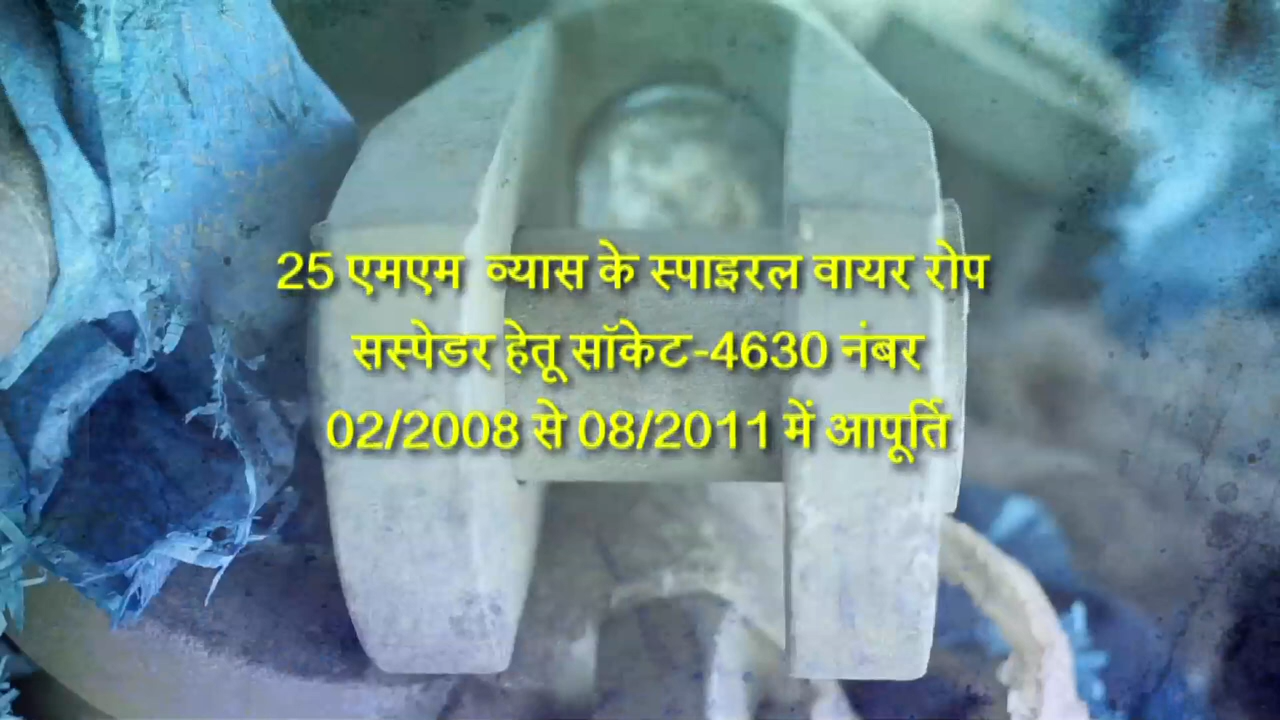 25 एमएम व्यास के स्पाइरल वायर रोप
सस्पेडर हेतू सॉकेट-4630 नंबर
02/2008 से 08/2011 में आपूर्ति